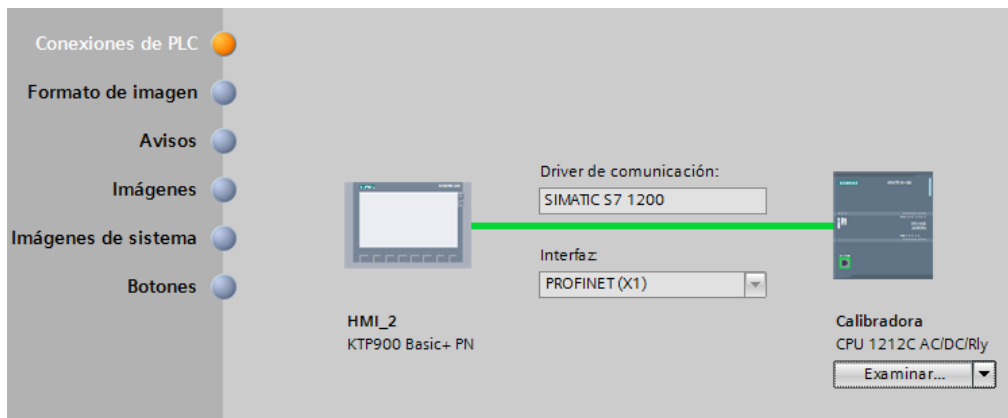 Conexiones de PLC
Formato de imagen
Avisos
Imágenes
Imágenes de sistema
Botones
Driver de comunicación:
SIMATIC S7 1200
Interfaz:
PROFINET (X1)
HMI_2
KTP900 Basic+ PN
Calibradora
CPU 1212C AC/DC/Rly
Examinar...